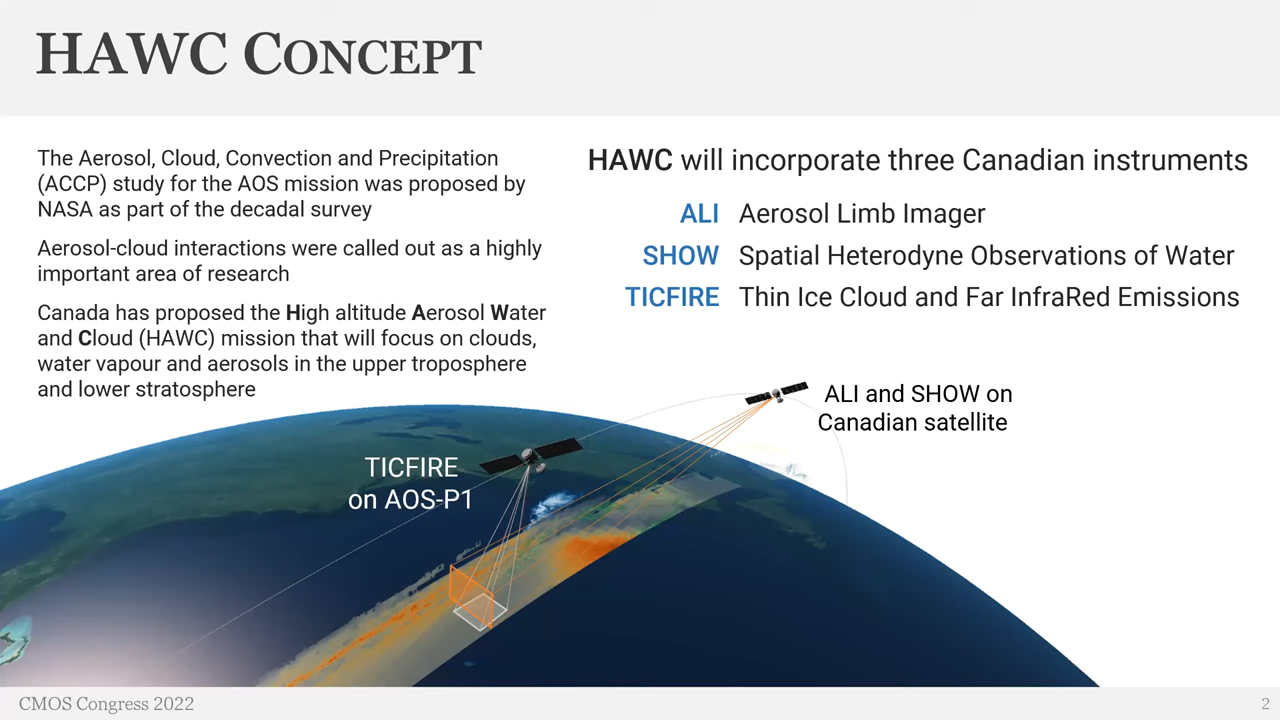 HAWC CONCEPT
The Aerosol, Cloud, Convection and Precipitation
(ACCP) study for the AOS mission was proposed by
NASA as part of the decadal survey
Aerosol-cloud interactions were called out as a highly
important area of research
Canada has proposed the High altitude Aerosol Water
and Cloud (HAWC) mission that will focus on clouds,
water vapour and aerosols in the upper troposphere
and lower stratosphere
HAWC will incorporate three Canadian instruments
ALI Aerosol Limb Imager
SHOW Spatial Heterodyne Observations of Water
TICFIRE Thin Ice Cloud and Far InfraRed Emissions
ALI and SHOW on
Canadian satellite
TICFIRE
on AOS-P1
CMOS Congress 2022
2